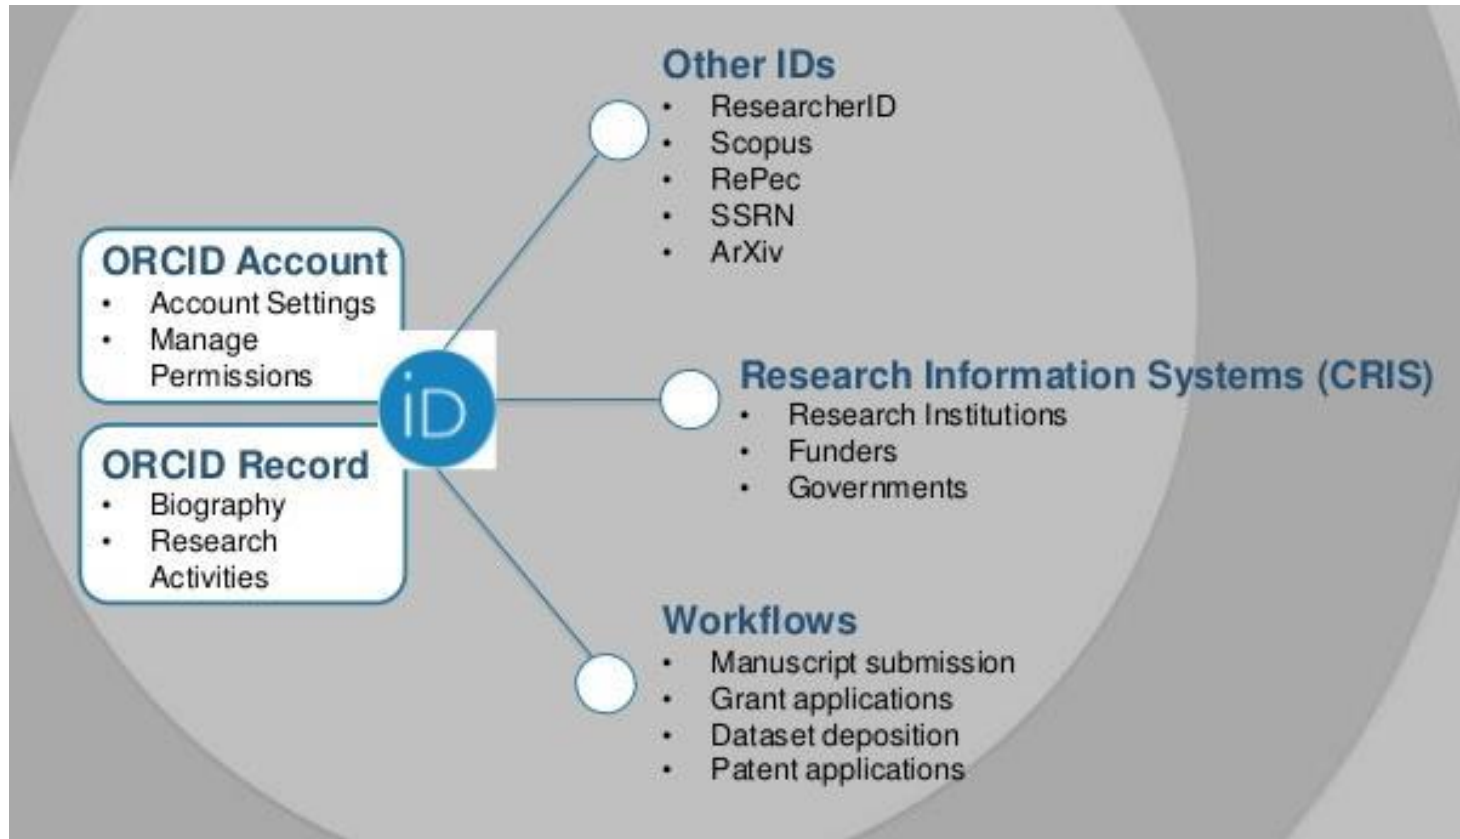 Other IDs
• ResearcherID
• Scopus
• RePec
• SSRN
• ArXiv
ORCID Account
• Account Settings
• Manage
Permissions
iD
ORCID Record
• Biography
• Research
Activities
Research Information Systems (CRIS)
• Research Institutions
• Funders
• Governments
Workflows
• Manuscript submission
• Grant applications
• Dataset deposition
• Patent applications